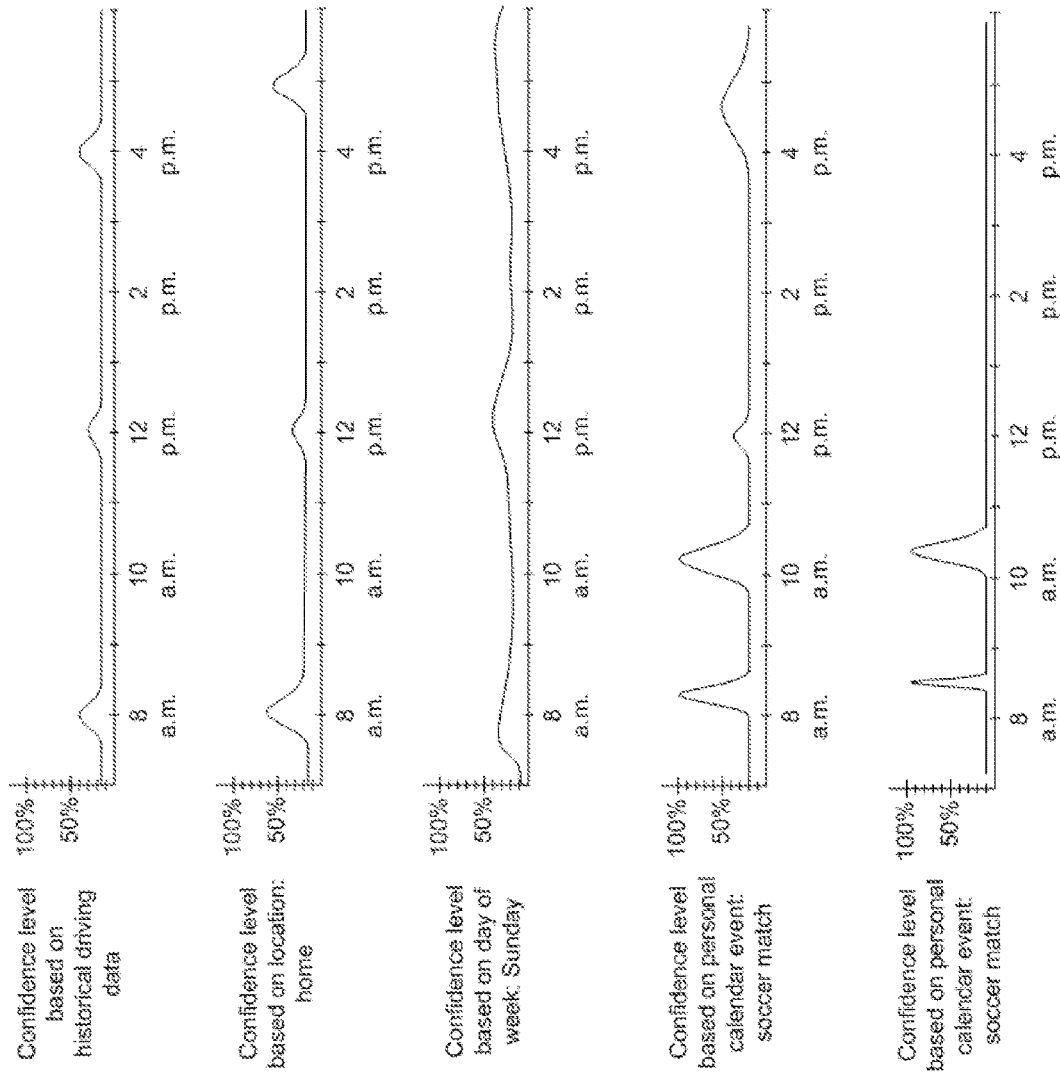 Confidence level
based on
historical driving
data
100%
50%
8 10 12 2 4
a.m. a.m. p.m. p.m. p.m.
Confidence level
based on location:
home
100%
50%
8 10 12 2 4
a.m. a.m. p.m. p.m. p.m.
Confidence level
based on day of
week: Sunday
100%
50%
8 10 12 2 4
a.m. a.m. p.m. p.m. p.m.
Confidence level
based on personal
calendar event:
soccer match
100%
50%
8 10 12 2 4
a.m. a.m. p.m. p.m. p.m.
Confidence level
based on personal
calendar event:
soccer match
100%
50%
8 10 12 2 4
a.m. a.m. p.m. p.m. p.m.